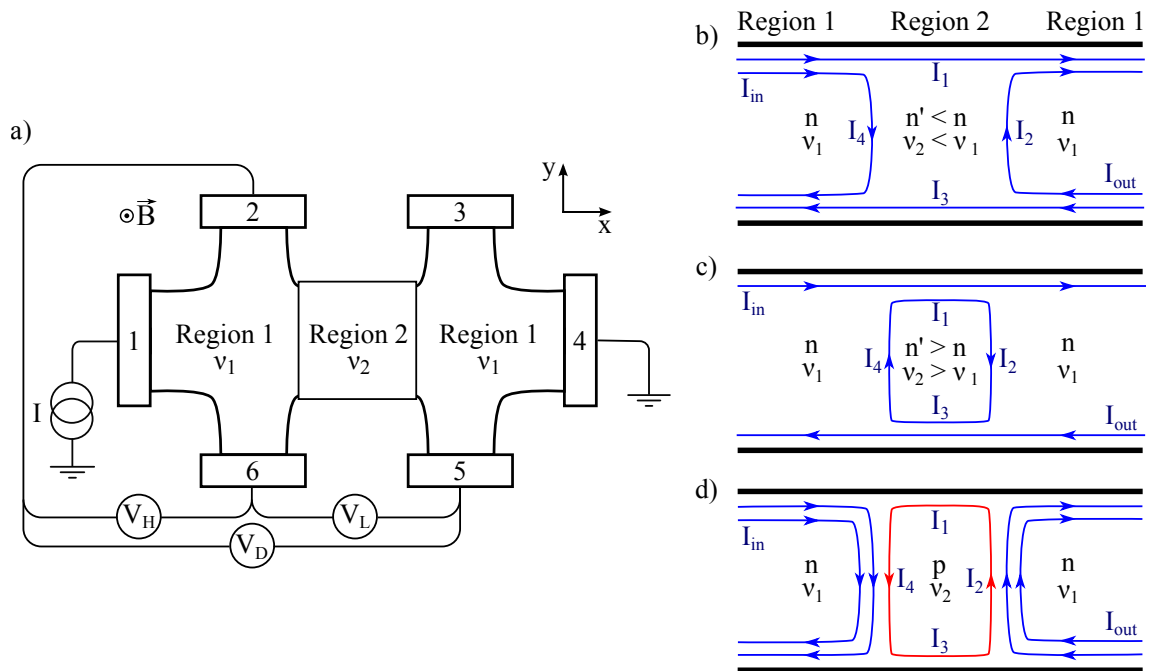 a)
B
y
x
1
2
3
4
5
6
Region 1
ν1
Region 2
ν2
Region 1
ν1
I
VH
VL
VD
b)
Region 1 Region 2 Region 1
I1
Iin
n
ν1
I4
n' < n
ν2 < ν1
I2
n
ν1
Iout
I3
c)
Iin
I1
n
ν1
I4
n' > n
ν2 > ν1
I2
n
ν1
I3
Iout
d)
Iin
I1
n
ν1
I4
p
ν2
I2
n
ν1
I3
Iout